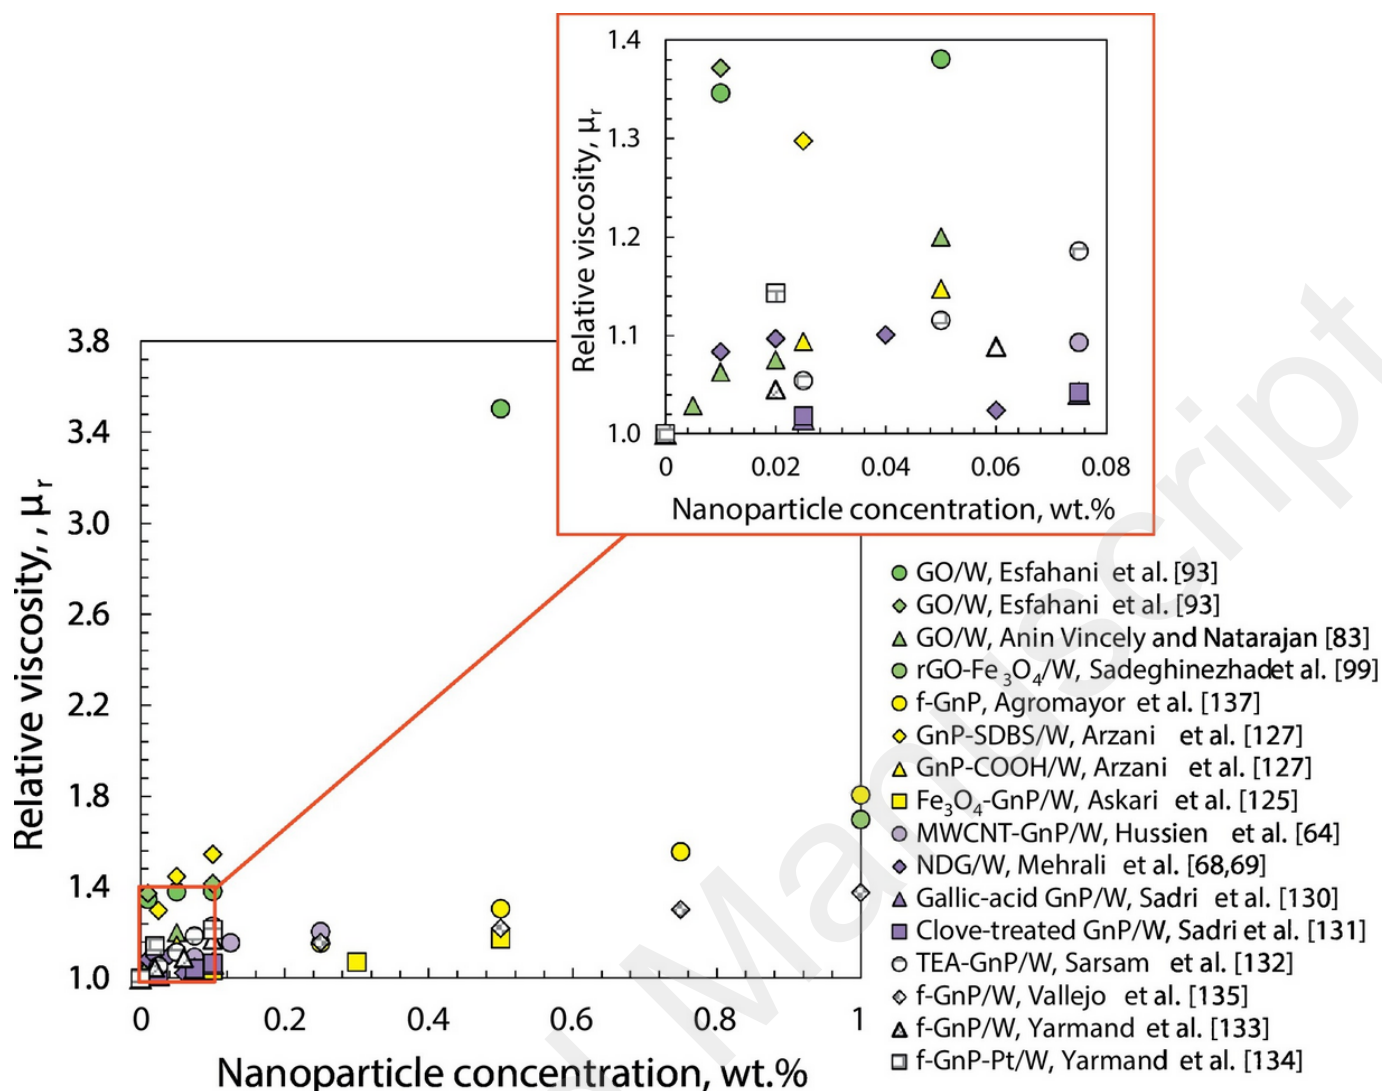 1.4
1.3
1.2
1.1
1.0
Relative viscosity, μr
0 0.02 0.04 0.06 0.08
Nanoparticle concentration, wt.%
3.8
3.4
3.0
2.6
2.2
1.8
1.4
1.0
Relative viscosity, , μr
0 0.2 0.4 0.6 0.8 1
Nanoparticle concentration, wt.%
GO/W, Esfahani et al. [93]
GO/W, Esfahani et al. [93]
GO/W, Anin Vincely and Natarajan [83]
rGO-Fe3O4/W, Sadeghinezhadet al. [99]
f-GnP, Agromayor et al. [137]
GnP-SDBS/W, Arzani et al. [127]
GnP-COOH/W, Arzani et al. [127]
Fe3O4-GnP/W, Askari et al. [125]
MWCNT-GnP/W, Hussien et al. [64]
NDG/W, Mehrali et al. [68,69]
Gallic-acid GnP/W, Sadri et al. [130]
Clove-treated GnP/W, Sadri et al. [131]
TEA-GnP/W, Sarsam et al. [132]
f-GnP/W, Vallejo et al. [135]
f-GnP/W, Yarmand et al. [133]
f-GnP-Pt/W, Yarmand et al. [134]
Manuscript